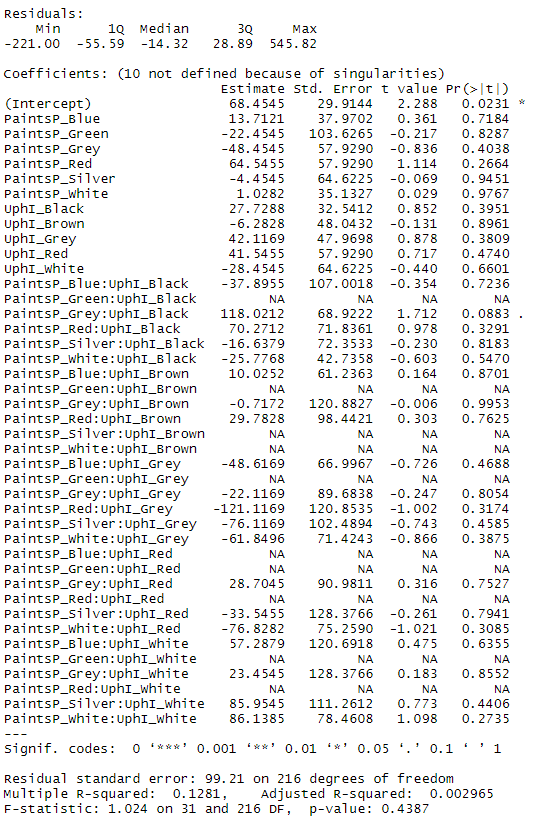 Residuals:
    Min      1Q  Median      3Q     Max
-221.00  -55.59  -14.32   28.89  545.82

Coefficients: (10 not defined because of singularities)
                          Estimate Std. Error t value Pr(>|t|)
(Intercept)                68.4545    29.9144   2.288   0.0231 *
PaintsP_Blue               13.7121    37.9702   0.361   0.7184
PaintsP_Green             -22.4545   103.6265  -0.217   0.8287
PaintsP_Grey              -48.4545    57.9290  -0.836   0.4038
PaintsP_Red                64.5455    57.9290   1.114   0.2664
PaintsP_Silver             -4.4545    64.6225  -0.069   0.9451
PaintsP_White               1.0282    35.1327   0.029   0.9767
UphI_Black                 27.7288    32.5412   0.852   0.3951
UphI_Brown                 -6.2828    48.0432  -0.131   0.8961
UphI_Grey                  42.1169    47.9698   0.878   0.3809
UphI_Red                   41.5455    57.9290   0.717   0.4740
UphI_White                -28.4545    64.6225  -0.440   0.6601
PaintsP_Blue:UphI_Black   -37.8955   107.0018  -0.354   0.7236
PaintsP_Green:UphI_Black        NA         NA      NA       NA
PaintsP_Grey:UphI_Black   118.0212    68.9222   1.712   0.0883 .
PaintsP_Red:UphI_Black     70.2712    71.8361   0.978   0.3291
PaintsP_Silver:UphI_Black -16.6379    72.3533  -0.230   0.8183
PaintsP_White:UphI_Black  -25.7768    42.7358  -0.603   0.5470
PaintsP_Blue:UphI_Brown    10.0252    61.2363   0.164   0.8701
PaintsP_Green:UphI_Brown        NA         NA      NA       NA
PaintsP_Grey:UphI_Brown    -0.7172   120.8827  -0.006   0.9953
PaintsP_Red:UphI_Brown     29.7828    98.4421   0.303   0.7625
PaintsP_Silver:UphI_Brown       NA         NA      NA       NA
PaintsP_White:UphI_Brown        NA         NA      NA       NA
PaintsP_Blue:UphI_Grey    -48.6169    66.9967  -0.726   0.4688
PaintsP_Green:UphI_Grey         NA         NA      NA       NA
PaintsP_Grey:UphI_Grey    -22.1169    89.6838  -0.247   0.8054
PaintsP_Red:UphI_Grey    -121.1169   120.8535  -1.002   0.3174
PaintsP_Silver:UphI_Grey  -76.1169   102.4894  -0.743   0.4585
PaintsP_White:UphI_Grey   -61.8496    71.4243  -0.866   0.3875
PaintsP_Blue:UphI_Red           NA         NA      NA       NA
PaintsP_Green:UphI_Red          NA         NA      NA       NA
PaintsP_Grey:UphI_Red      28.7045    90.9811   0.316   0.7527
PaintsP_Red:UphI_Red            NA         NA      NA       NA
PaintsP_Silver:UphI_Red   -33.5455   128.3766  -0.261   0.7941
PaintsP_White:UphI_Red    -76.8282    75.2590  -1.021   0.3085
PaintsP_Blue:UphI_White    57.2879   120.6918   0.475   0.6355
PaintsP_Green:UphI_White        NA         NA      NA       NA
PaintsP_Grey:UphI_White    23.4545   128.3766   0.183   0.8552
PaintsP_Red:UphI_White          NA         NA      NA       NA
PaintsP_Silver:UphI_White  85.9545   111.2612   0.773   0.4406
PaintsP_White:UphI_White   86.1385    78.4608   1.098   0.2735
---
Signif. codes:  0 ‘***’ 0.001 ‘**’ 0.01 ‘*’ 0.05 ‘.’ 0.1 ‘ ’ 1

Residual standard error: 99.21 on 216 degrees of freedom
Multiple R-squared:  0.1281,    Adjusted R-squared:  0.002965
F-statistic: 1.024 on 31 and 216 DF,  p-value: 0.4387